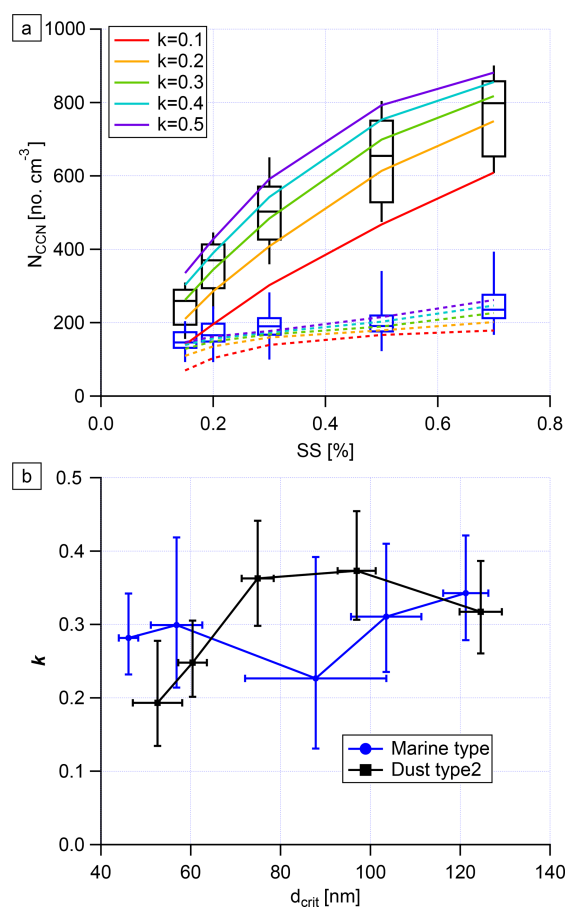 a
1000
800
600
400
200
0
N_CCN [no. cm⁻³]
k=0.1
k=0.2
k=0.3
k=0.4
k=0.5
0.0 0.2 0.4 0.6 0.8
SS [%]
b
0.5
0.4
0.3
0.2
0.1
0.0
k
Marine type
Dust type2
40 60 80 100 120 140
d_crit [nm]